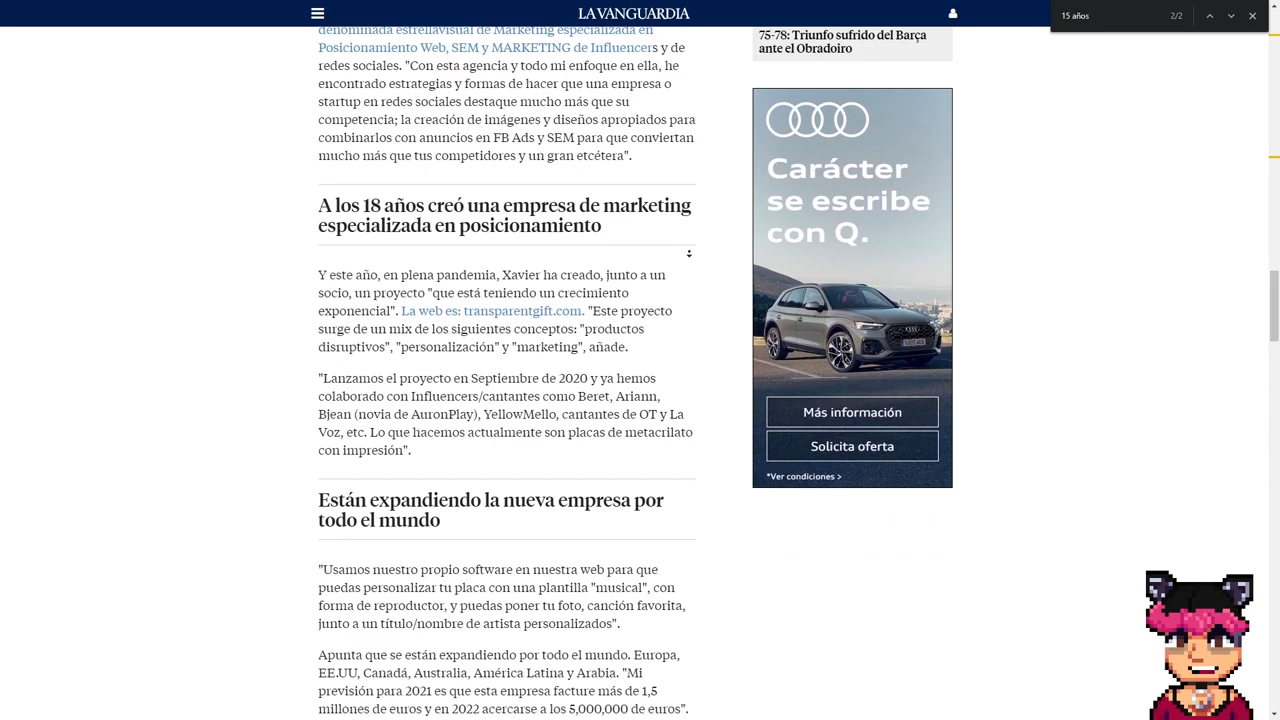 LA VANGUARDIA
15 años
2/2
denominada estrellavisual de Marketing especializada en
Posicionamiento Web, SEM y MARKETING de Influencers y de
redes sociales. "Con esta agencia y todo mi enfoque en ella, he
encontrado estrategias y formas de hacer que una empresa o
startup en redes sociales destaque mucho más que su
competencia; la creación de imágenes y diseños apropiados para
combinarlos con anuncios en FB Ads y SEM para que conviertan
mucho más que tus competidores y un gran etcétera".
A los 18 años creó una empresa de marketing
especializada en posicionamiento
Y este año, en plena pandemia, Xavier ha creado, junto a un
socio, un proyecto "que está teniendo un crecimiento
exponencial". La web es: transparentgift.com. "Este proyecto
surge de un mix de los siguientes conceptos: "productos
disruptivos", "personalización" y "marketing", añade.
"Lanzamos el proyecto en Septiembre de 2020 y ya hemos
colaborado con Influencers/cantantes como Beret, Ariann,
Bjean (novia de AuronPlay), YellowMello, cantantes de OT y La
Voz, etc. Lo que hacemos actualmente son placas de metacrilato
con impresión".
Están expandiendo la nueva empresa por
todo el mundo
"Usamos nuestro propio software en nuestra web para que
puedas personalizar tu placa con una plantilla "musical", con
forma de reproductor, y puedas poner tu foto, canción favorita,
junto a un título/nombre de artista personalizados".
Apunta que se están expandiendo por todo el mundo. Europa,
EE.UU, Canadá, Australia, América Latina y Arabia. "Mi
previsión para 2021 es que esta empresa facture más de 1,5
millones de euros y en 2022 acercarse a los 5,000,000 de euros".
75-78: Triunfo sufrido del Barça
ante el Obradoiro
Carácter
se escribe
con Q.
Más información
Solicita oferta
*Ver condiciones >